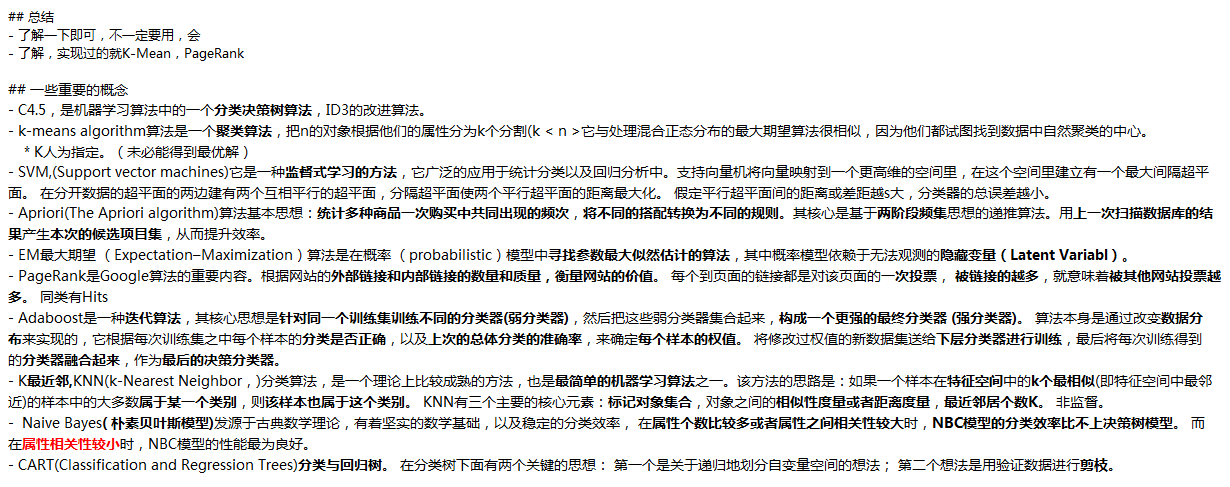 ## 总结
- 了解一下即可，不一定要用，会
- 了解，实现过的就K-Mean，PageRank
## 一些重要的概念
- C4.5，是机器学习算法中的一个分类决策树算法，ID3的改进算法。
- k-means algorithm算法是一个聚类算法，把n的对象根据他们的属性分为k个分割(k < n >它与处理混合正态分布的最大期望算法很相似，因为他们都试图找到数据中自然聚类的中心。
* K人为指定。（ 未必能得到最优解 ）
- SVM,(Support vector machines)它是一种监督式学习的方法，它广泛的应用于统计分类以及回归分析中。支持向量机将向量映射到一个更高维的空间里，在这个空间里建立有一个最大间隔超平
面。 在分开数据的超平面的两边建有两个互相平行的超平面，分隔超平面使两个平行超平面的距离最大化。 假定平行超平面间的距离或差距越s大，分类器的总误差越小。
- Apriori(The Apriori algorithm)算法基本思想：统计多种商品一次购买中共同出现的频次，将不同的搭配转换为不同的规则。其核心是基于两阶段频集思想的递推算法。用上一次扫描数据库的结
果产生本次的候选项目集，从而提升效率。
- EM最大期望 （ Expectation–Maximization ）算法是在概率 （ probabilistic ）模型中寻找参数最大似然估计的算法，其中概率模型依赖于无法观测的隐藏变量（ Latent Variabl ）。
- PageRank是Google算法的重要内容。根据网站的外部链接和内部链接的数量和质量，衡量网站的价值。 每个到页面的链接都是对该页面的一次投票， 被链接的越多，就意味着被其他网站投票越
多。 同类有Hits
- Adaboost是一种迭代算法，其核心思想是针对同一个训练集训练不同的分类器(弱分类器)，然后把这些弱分类器集合起来，构成一个更强的最终分类器 (强分类器)。 算法本身是通过改变数据分
布来实现的，它根据每次训练集之中每个样本的分类是否正确，以及上次的总体分类的准确率，来确定每个样本的权值。 将修改过权值的新数据集送给下层分类器进行训练，最后将每次训练得到
的分类器融合起来，作为最后的决策分类器。
- K最近邻,KNN(k-Nearest Neighbor，)分类算法，是一个理论上比较成熟的方法，也是最简单的机器学习算法之一。该方法的思路是：如果一个样本在特征空间中的k个最相似(即特征空间中最邻
近)的样本中的大多数属于某一个类别，则该样本也属于这个类别。 KNN有三个主要的核心元素：标记对象集合，对象之间的相似性度量或者距离度量，最近邻居个数K。 非监督。
- Naive Bayes( 朴素贝叶斯模型)发源于古典数学理论，有着坚实的数学基础，以及稳定的分类效率， 在属性个数比较多或者属性之间相关性较大时，NBC模型的分类效率比不上决策树模型。 而
在属性相关性较小时，NBC模型的性能最为良好。
- CART(Classification and Regression Trees)分类与回归树。 在分类树下面有两个关键的思想： 第一个是关于递归地划分自变量空间的想法； 第二个想法是用验证数据进行剪枝。